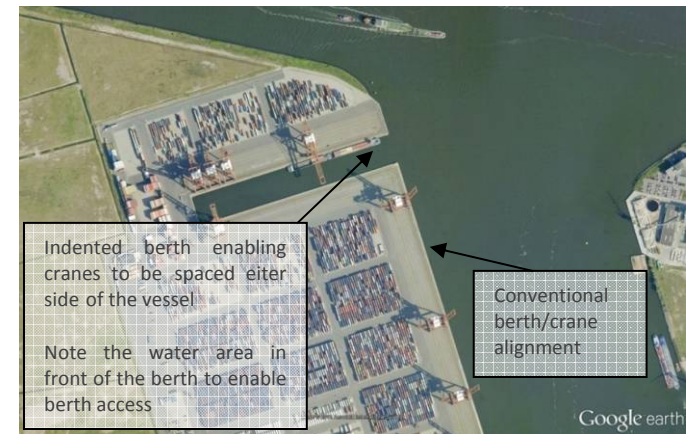 Indented berth enabling
cranes to be spaced eiter
side of the vessel
Note the water area in
front of the berth to enable
berth access
Conventional
berth/crane
alignment
Google earth